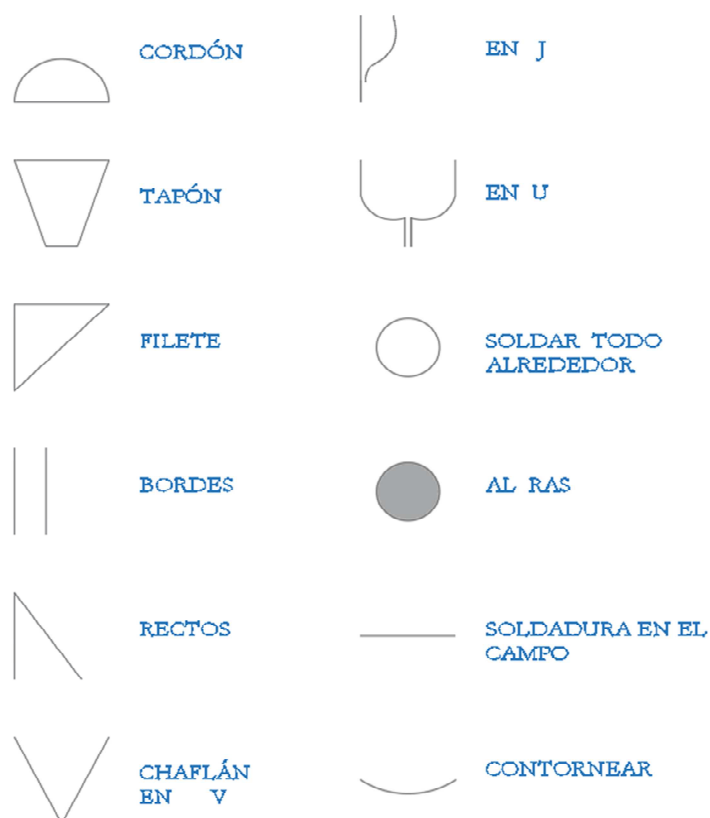 CORDÓN
TAPÓN
FILETE
BORDES
RECTOS
CHAFLÁN
EN V
EN J
EN U
SOLDAR TODO
ALREDEDOR
AL RAS
SOLDADURA EN EL
CAMPO
CONTORNEAR